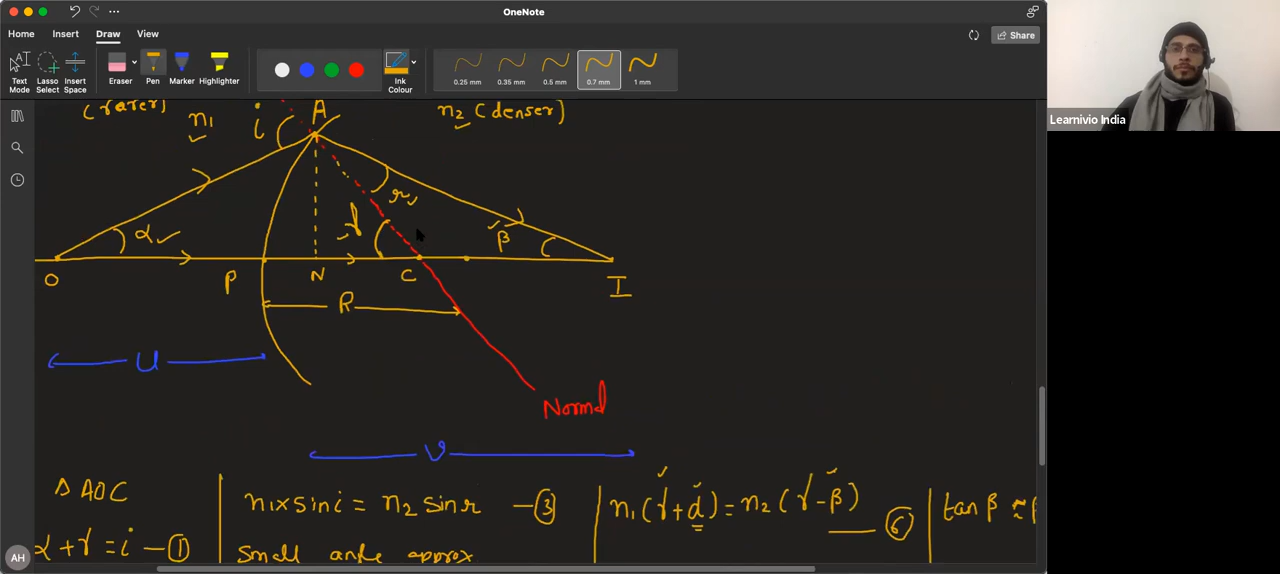 OneNote
Home Insert Draw View
Share
Text Mode
Lasso Select
Insert Space
Eraser
Pen
Marker
Highlighter
Ink Colour
0.25 mm
0.35 mm
0.5 mm
0.7 mm
1 mm
Learnivio India
(rarer) n1 i A n2 (denser)
r
α γ β
O P N C I
R
u
Normal
v
Δ AOC
α + γ = i — ①
n1 x sin i = n2 sin r — ③
small angle approx
n1 (γ + α) = n2 (γ - β)
— ⑥
tan β ≈ β
AH